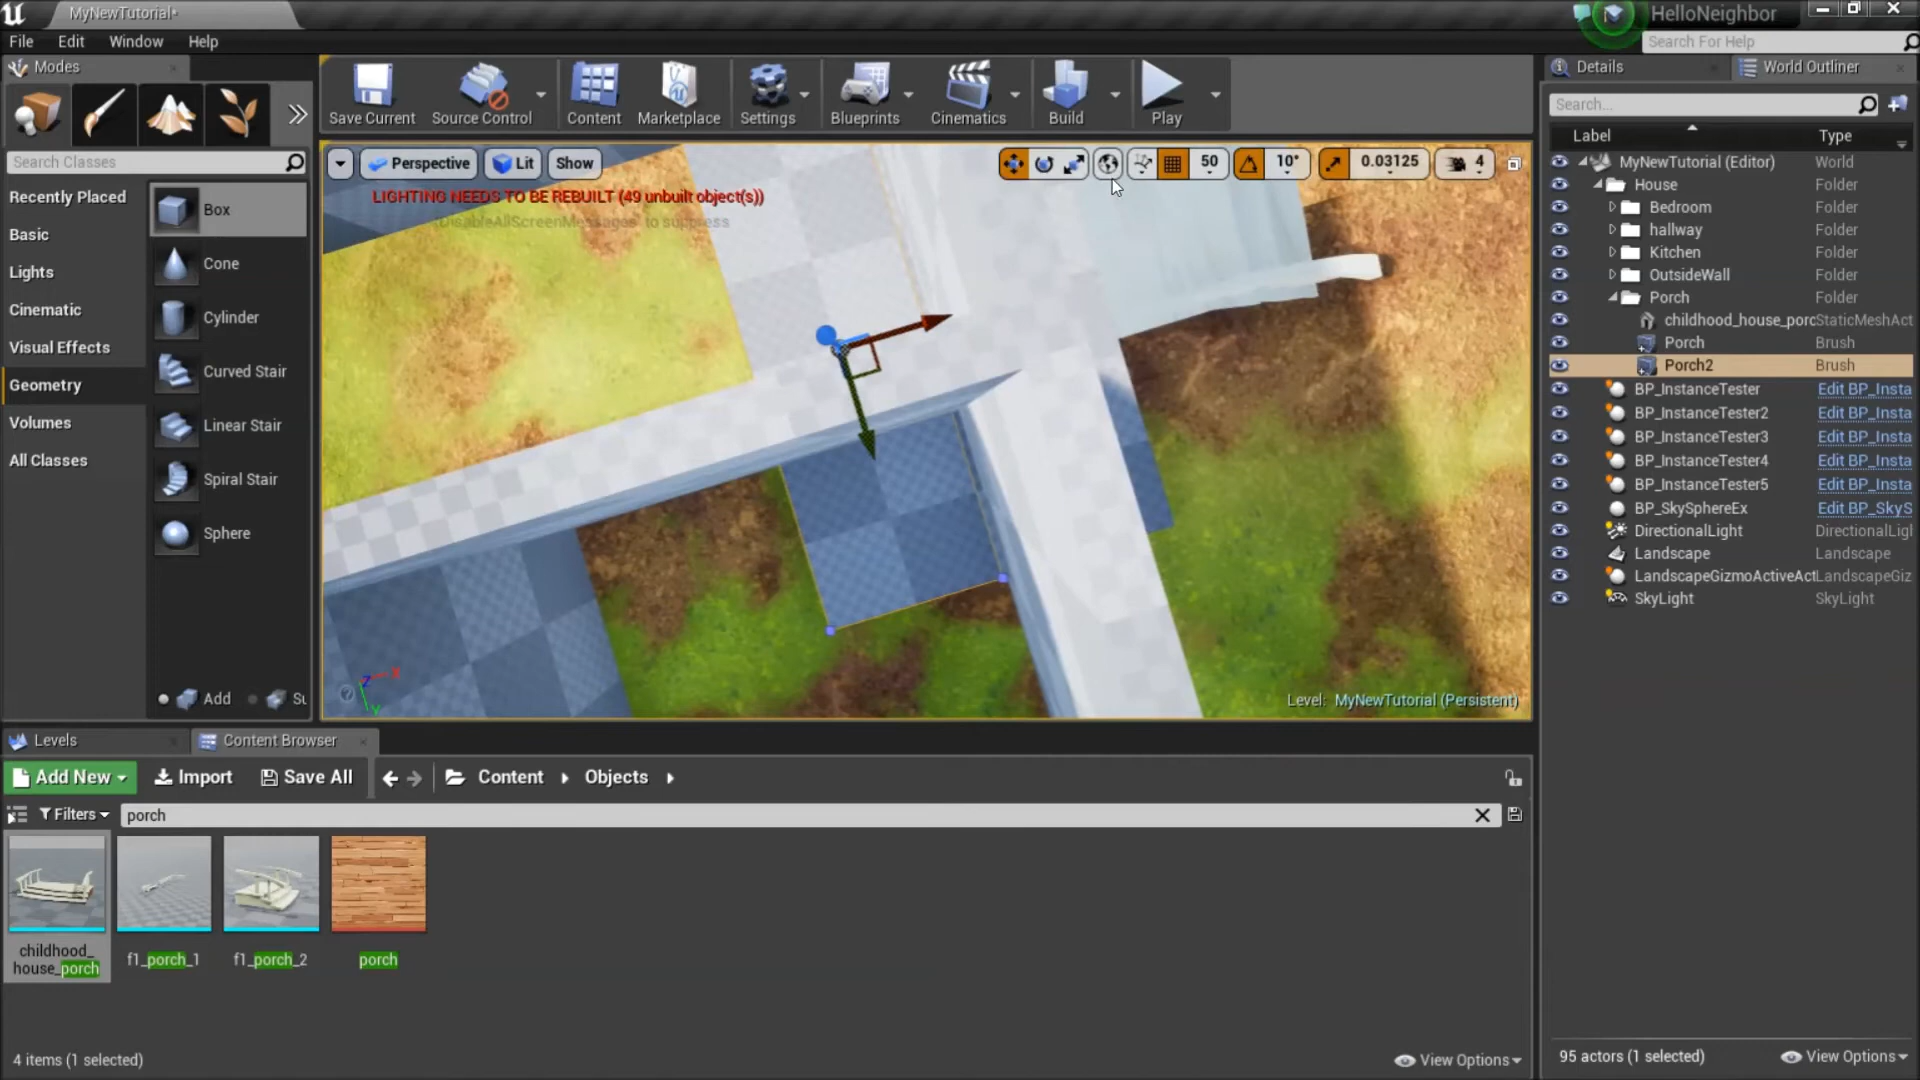 MyNewTutorial*
HelloNeighbor
File Edit Window Help
Search For Help
Modes
Details
World Outliner
Save Current
Source Control
Content
Marketplace
Settings
Blueprints
Cinematics
Build
Play
Search Classes
Recently Placed
Basic
Lights
Cinematic
Visual Effects
Geometry
Volumes
All Classes
Box
Cone
Cylinder
Curved Stair
Linear Stair
Spiral Stair
Sphere
Add
Su
Perspective
Lit
Show
50
10°
0.03125
4
LIGHTING NEEDS TO BE REBUILT (49 unbuilt object(s))
'DisableAllScreenMessages' to suppress
Level: MyNewTutorial (Persistent)
Search...
Label Type
MyNewTutorial (Editor) World
House Folder
Bedroom Folder
hallway Folder
Kitchen Folder
OutsideWall Folder
Porch Folder
childhood_house_porc StaticMeshAct
Porch Brush
Porch2 Brush
BP_InstanceTester Edit BP_Insta
BP_InstanceTester2 Edit BP_Insta
BP_InstanceTester3 Edit BP_Insta
BP_InstanceTester4 Edit BP_Insta
BP_InstanceTester5 Edit BP_Insta
BP_SkySphereEx Edit BP_SkyS
DirectionalLight DirectionalLigh
Landscape Landscape
LandscapeGizmoActiveAct LandscapeGiz
SkyLight SkyLight
95 actors (1 selected)
View Options
Levels
Content Browser
Add New
Import
Save All
Content
Objects
Filters
porch
childhood_
house_porch
f1_porch_1
f1_porch_2
porch
4 items (1 selected)
View Options